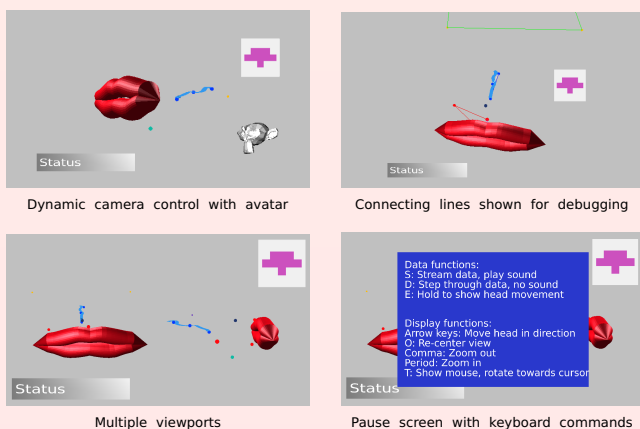 Status
Dynamic camera control with avatar
Status
Connecting lines shown for debugging
Status
Multiple viewports
Data functions:
S: Stream data, play sound
D: Step through data, no sound
E: Hold to show head movement
Display functions:
Arrow keys: Move head in direction
O: Re-center view
Comma: Zoom out
Period: Zoom in
T: Show mouse, rotate towards cursor
Status
Pause screen with keyboard commands